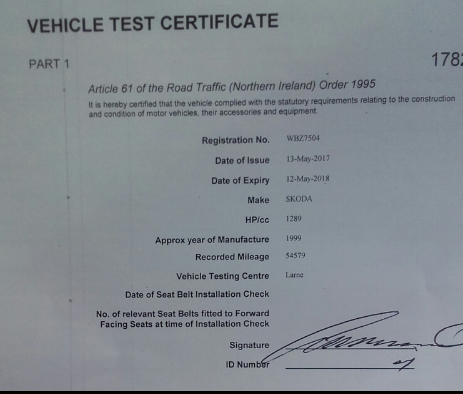 VEHICLE TEST CERTIFICATE
PART 1
178
Article 61 of the Road Traffic (Northern Ireland) Order 1995
It is hereby certified that the vehicle complied with the statutory requirements relating to the construction
and condition of motor vehicles, their accessories and equipment.
Registration No. WBZ7504
Date of Issue 13-May-2017
Date of Expiry 12-May-2018
Make SKODA
HP/cc 1289
Approx year of Manufacture 1999
Recorded Mileage 54579
Vehicle Testing Centre Larne
Date of Seat Belt Installation Check
No. of relevant Seat Belts fitted to Forward
Facing Seats at time of Installation Check
Signature
ID Number